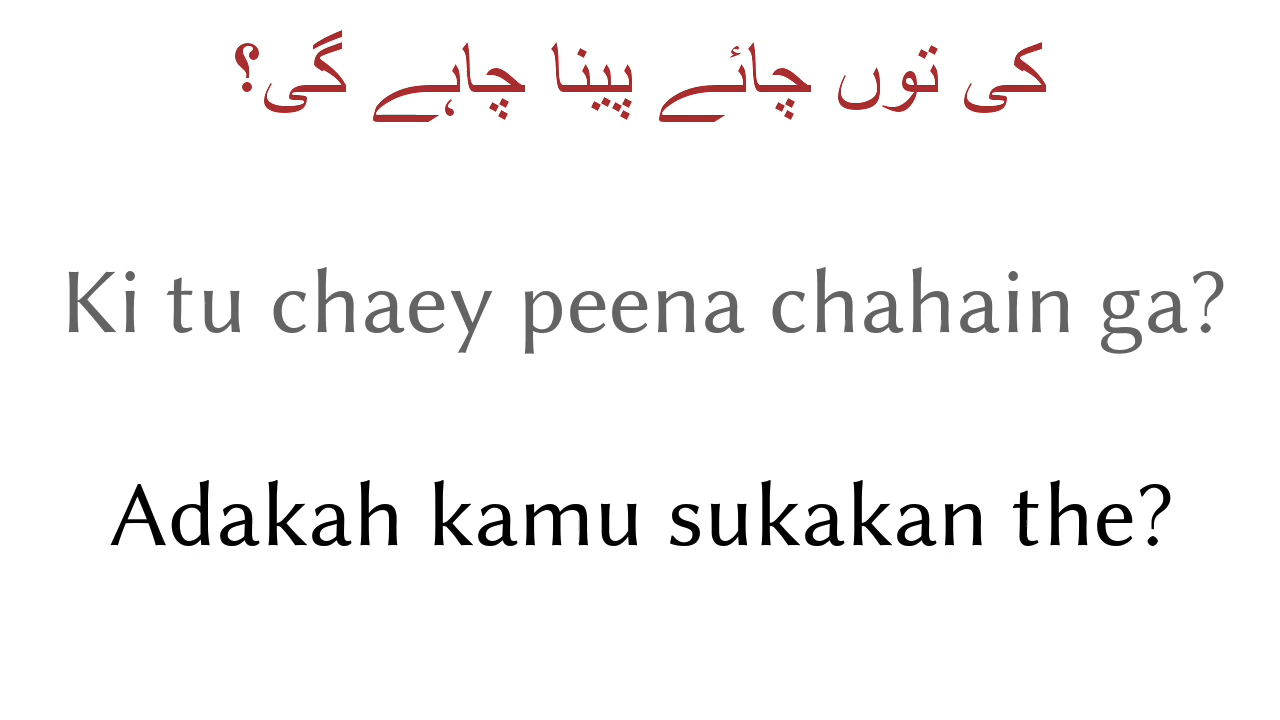 کی توں چائے پینا چاہے گی؟
Ki tu chaey peena chahain ga?
Adakah kamu sukakan the?